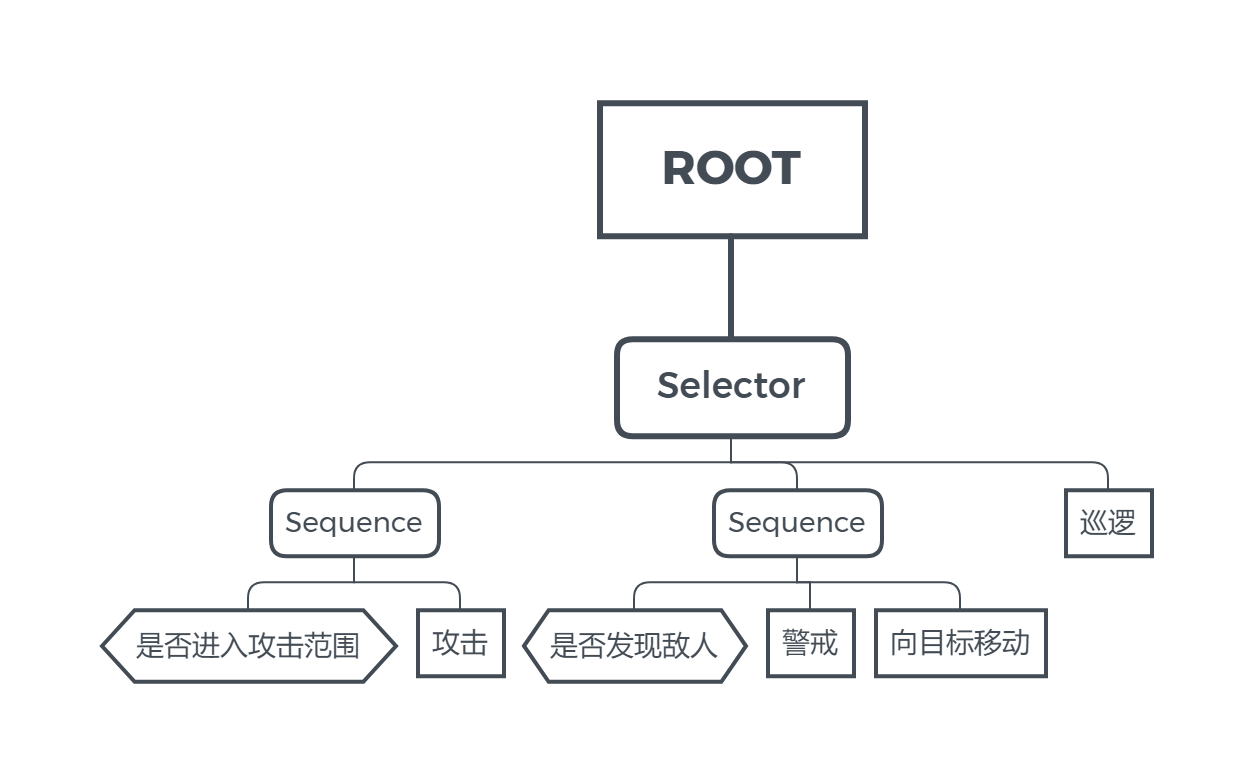 ROOT
Selector
Sequence
Sequence
巡逻
是否进入攻击范围
攻击
是否发现敌人
警戒
向目标移动